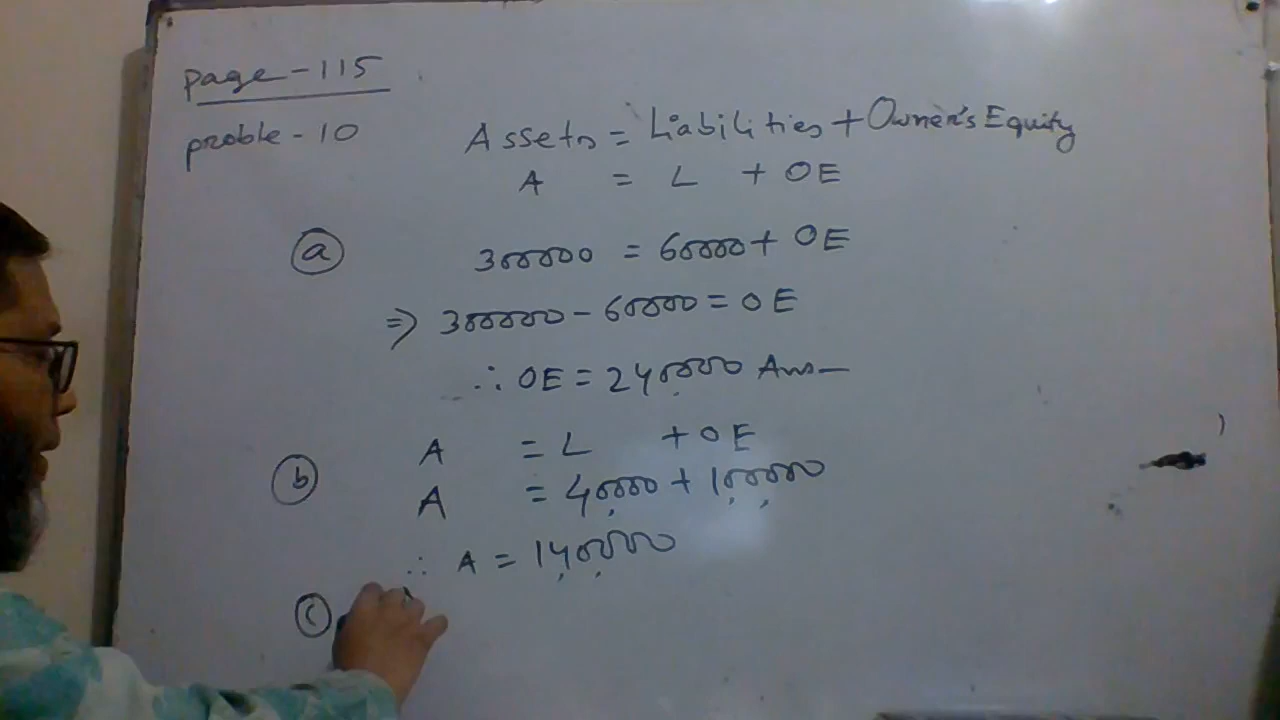 page-115
proble-10
Assets = Liabilities + Owner's Equity
A = L + OE
(a) 300000 = 60000 + OE
⇒ 300000 - 60000 = OE
∴ OE = 240000 Ans
(b) A = L + OE
A = 40000 + 100000
∴ A = 140000
(c)